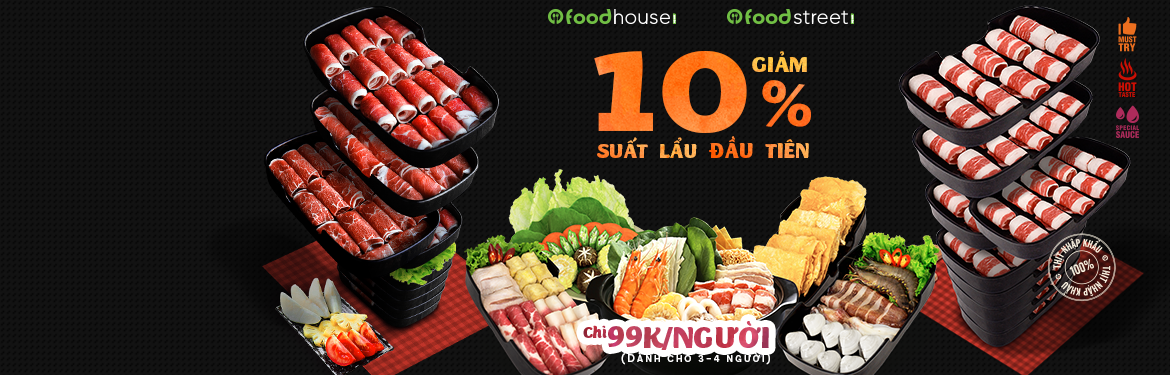 foodhouse
foodstreet
GIẢM
10%
SUẤT LẨU ĐẦU TIÊN
MUST
TRY
HOT
TASTE
SPECIAL
SAUCE
THỊT NHẬP KHẨU
100%
THỊT NHẬP KHẨU
Chỉ 99K/NGƯỜI
(DÀNH CHO 3-4 NGƯỜI)